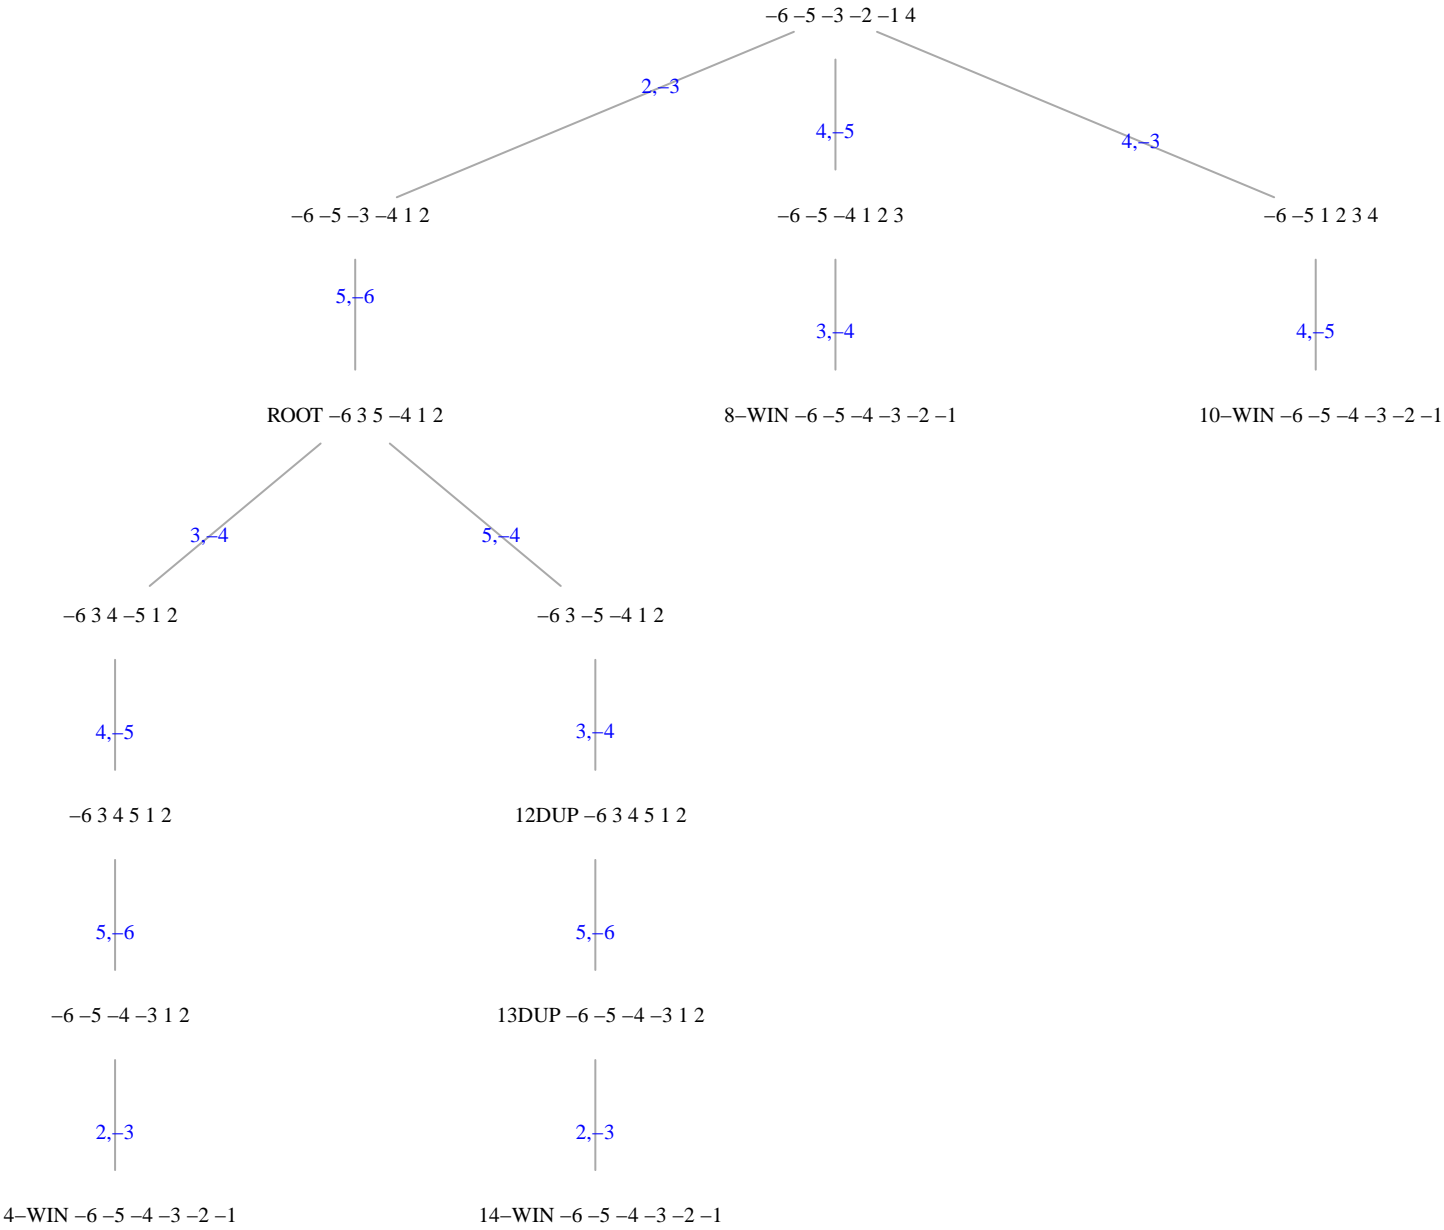 –6 –5 –3 –2 –1 4
2,–3
4,–5
4,–3
–6 –5 –3 –4 1 2
–6 –5 –4 1 2 3
–6 –5 1 2 3 4
5,–6
3,–4
4,–5
ROOT –6 3 5 –4 1 2
8–WIN –6 –5 –4 –3 –2 –1
10–WIN –6 –5 –4 –3 –2 –1
3,–4
5,–4
–6 3 4 –5 1 2
–6 3 –5 –4 1 2
4,–5
3,–4
–6 3 4 5 1 2
12DUP –6 3 4 5 1 2
5,–6
5,–6
–6 –5 –4 –3 1 2
13DUP –6 –5 –4 –3 1 2
2,–3
2,–3
4–WIN –6 –5 –4 –3 –2 –1
14–WIN –6 –5 –4 –3 –2 –1